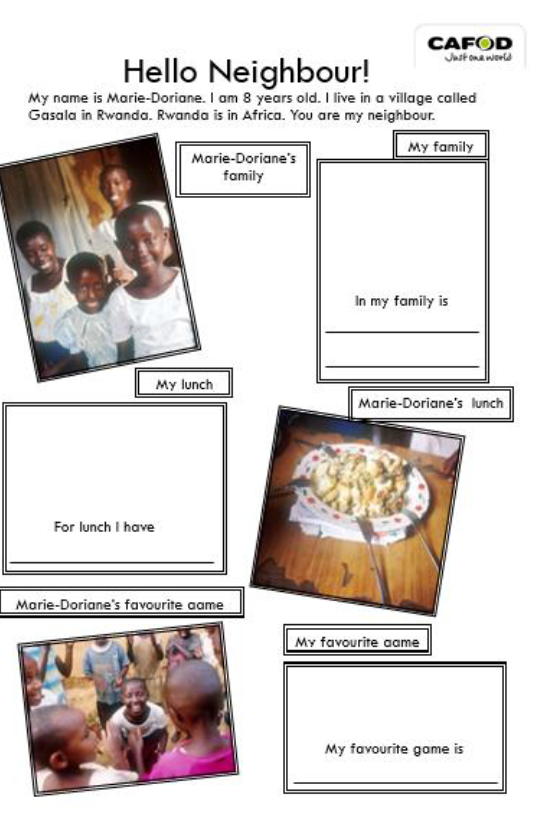 CAFOD
Just one world
Hello Neighbour!
My name is Marie-Doriane. I am 8 years old. I live in a village called
Gasala in Rwanda. Rwanda is in Africa. You are my neighbour.
Marie-Doriane's
family
My family
In my family is
My lunch
Marie-Doriane's lunch
For lunch I have
Marie-Doriane's favourite game
My favourite game
My favourite game is